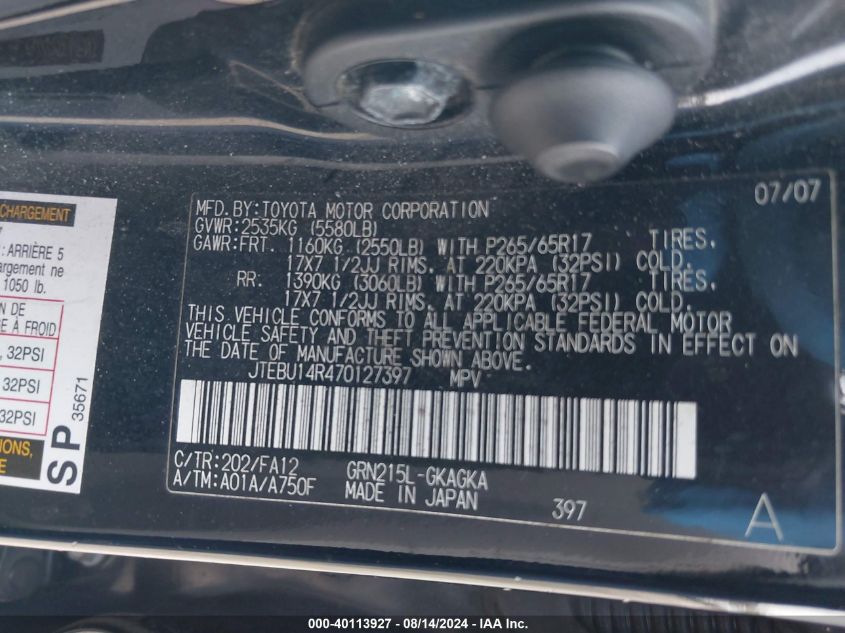 CHARGEMENT
: ARRIÈRE 5
argement ne
1050 lb.
ON DE
E À FROID
, 32PSI
32PSI
32PSI
IONS,
SP
35671
07/07
MFD.BY:TOYOTA MOTOR CORPORATION
GVWR:2535KG (5580LB)
GAWR:FRT. 1160KG (2550LB) WITH P265/65R17 TIRES.
17X7 1/2JJ RIMS. AT 220KPA (32PSI) COLD.
RR. 1390KG (3060LB) WITH P265/65R17 TIRES.
17X7 1/2JJ RIMS. AT 220KPA (32PSI) COLD.
THIS VEHICLE CONFORMS TO ALL APPLICABLE FEDERAL MOTOR
VEHICLE SAFETY AND THEFT PREVENTION STANDARDS IN EFFECT ON
THE DATE OF MANUFACTURE SHOWN ABOVE.
JTEBU14R470127397 MPV
C/TR:202/FA12 GRN215L-GKAGKA
A/TM:A01A/A750F MADE IN JAPAN 397
A
000-40113927 - 08/14/2024 - IAAI Inc.